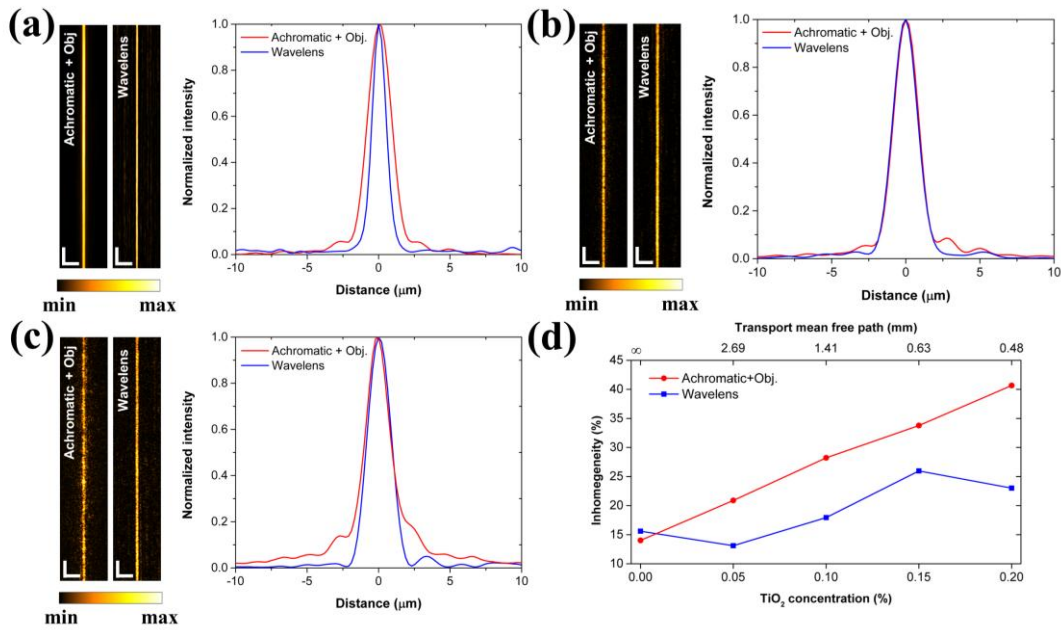 (a)
Achromatic + Obj
Wavelens
min max
Normalized intensity
1.0
0.8
0.6
0.4
0.2
0.0
Achromatic + Obj.
Wavelens
-10 -5 0 5 10
Distance (μm)
(b)
Achromatic + Obj
Wavelens
min max
Normalized intensity
1.0
0.8
0.6
0.4
0.2
0.0
Achromatic + Obj.
Wavelens
-10 -5 0 5 10
Distance (μm)
(c)
Achromatic + Obj
Wavelens
min max
Normalized intensity
1.0
0.8
0.6
0.4
0.2
0.0
Achromatic + Obj.
Wavelens
-10 -5 0 5 10
Distance (μm)
(d)
Transport mean free path (mm)
∞ 2.69 1.41 0.63 0.48
Inhomegeneity (%)
45
40
35
30
25
20
15
10
Achromatic+Obj.
Wavelens
0.00 0.05 0.10 0.15 0.20
TiO₂ concentration (%)